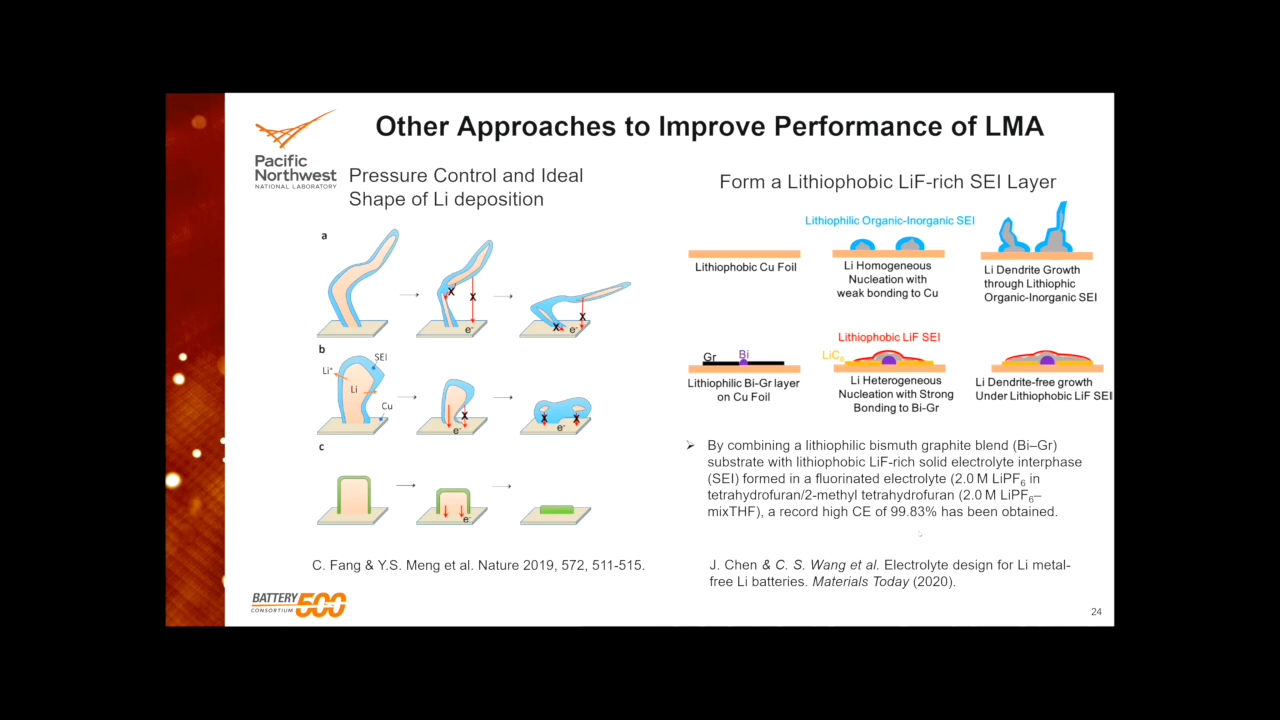 Other Approaches to Improve Performance of LMA
Pacific
Northwest
NATIONAL LABORATORY
Pressure Control and Ideal
Shape of Li deposition
a
e⁻
e⁻
b
SEI
Li⁺
Li
Cu
e⁻
e⁻
c
e⁻
C. Fang & Y.S. Meng et al. Nature 2019, 572, 511-515.
Form a Lithiophobic LiF-rich SEI Layer
Lithiophilic Organic-Inorganic SEI
Lithiophobic Cu Foil
Li Homogeneous
Nucleation with
weak bonding to Cu
Li Dendrite Growth
through Lithiophic
Organic-Inorganic SEI
Lithiophobic LiF SEI
Gr
Bi
LiC₆
Lithiophilic Bi-Gr layer
on Cu Foil
Li Heterogeneous
Nucleation with Strong
Bonding to Bi-Gr
Li Dendrite-free growth
Under Lithiophobic LiF SEI
➢ By combining a lithiophilic bismuth graphite blend (Bi–Gr)
substrate with lithiophobic LiF-rich solid electrolyte interphase
(SEI) formed in a fluorinated electrolyte (2.0 M LiPF₆ in
tetrahydrofuran/2-methyl tetrahydrofuran (2.0 M LiPF₆–
mixTHF), a record high CE of 99.83% has been obtained.
J. Chen & C. S. Wang et al. Electrolyte design for Li metal-
free Li batteries. Materials Today (2020).
BATTERY
CONSORTIUM
500
24